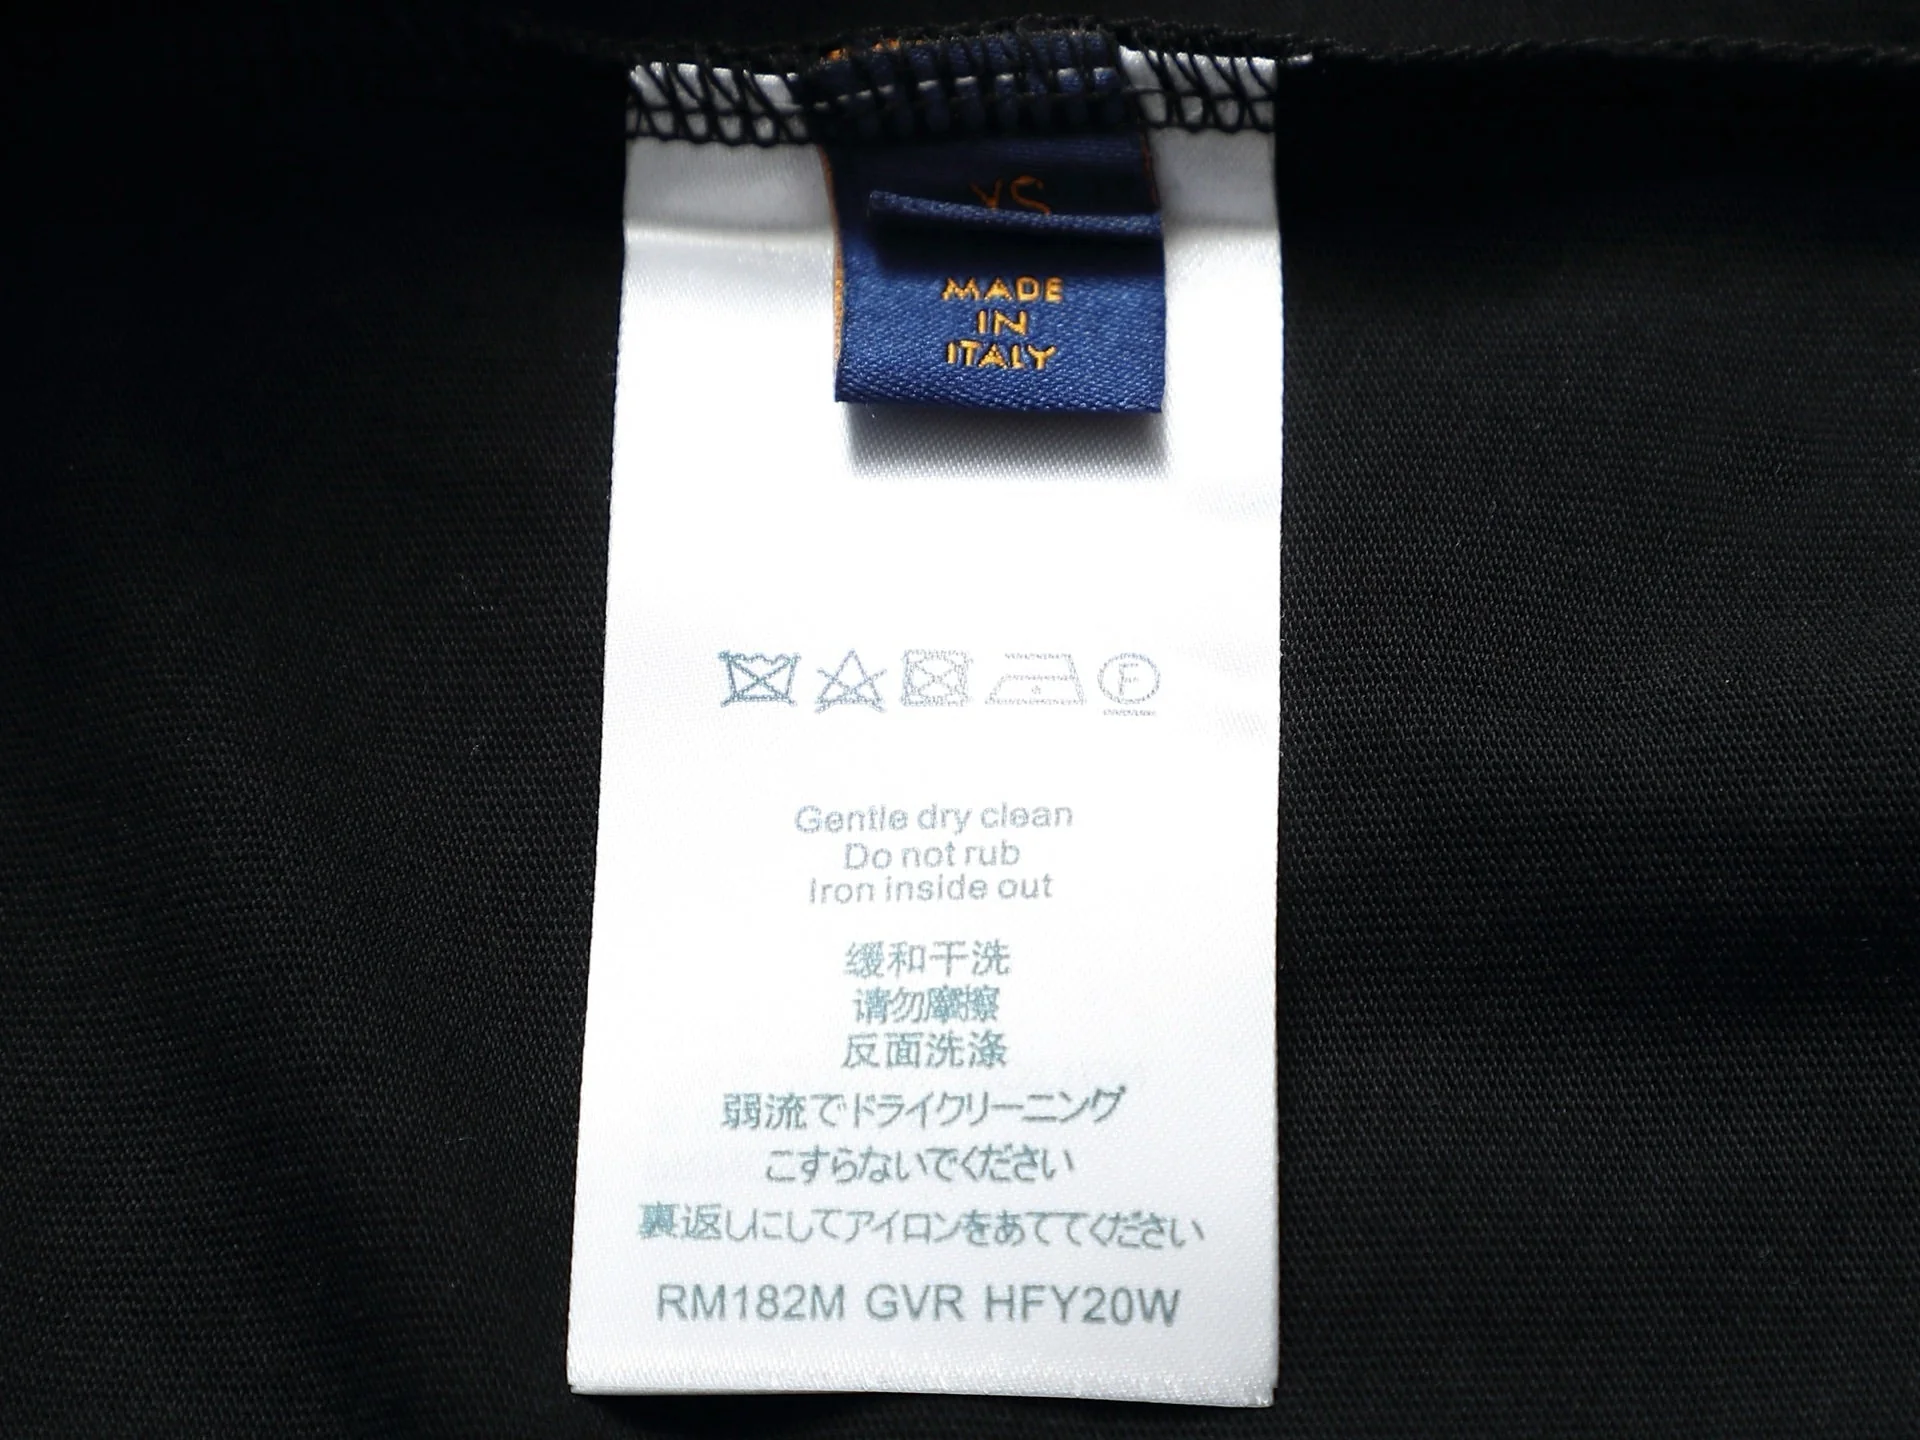 XS
MADE
IN
ITALY
F
Gentle dry clean
Do not rub
Iron inside out
缓和干洗
请勿摩擦
反面洗涤
弱流でドライクリーニング
こすらないでください
裏返しにしてアイロンをあててください
RM182M GVR HFY20W